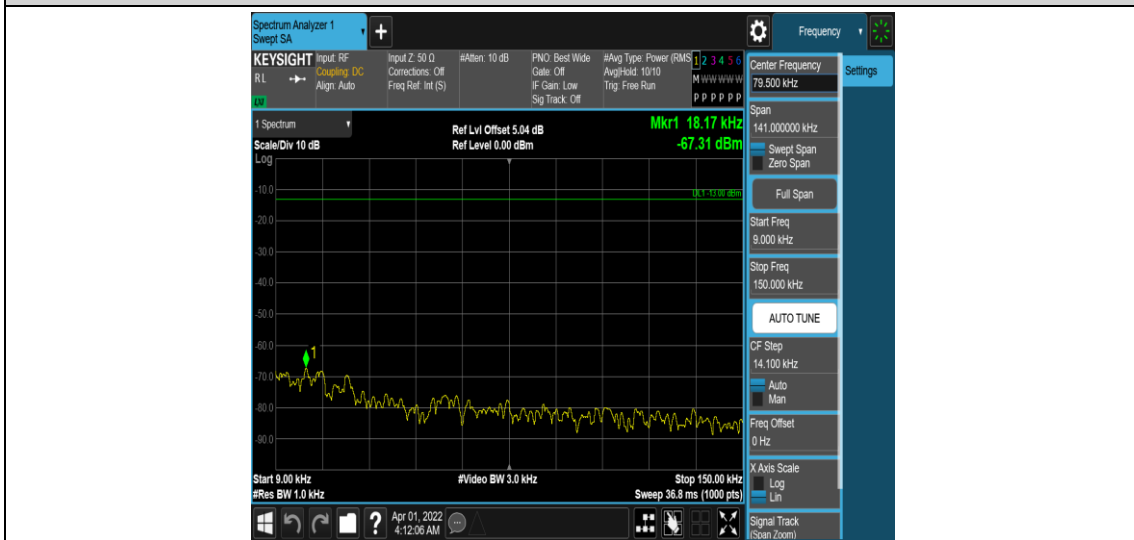 Spectrum Analyzer 1
Swept SA
+
Frequency
KEYSIGHT
RL
LXI
Input: RF
Coupling: DC
Align: Auto
Input Z: 50 Ω
Corrections: Off
Freq Ref: Int (S)
#Atten: 10 dB
PNO: Best Wide
Gate: Off
IF Gain: Low
Sig Track: Off
#Avg Type: Power (RMS
Avg|Hold: 10/10
Trig: Free Run
1 2 3 4 5 6
M W W W W W
P P P P P P
Center Frequency
79.500 kHz
Settings
Span
141.000000 kHz
Swept Span
Zero Span
Full Span
Start Freq
9.000 kHz
Stop Freq
150.000 kHz
AUTO TUNE
CF Step
14.100 kHz
Auto
Man
Freq Offset
0 Hz
X Axis Scale
Log
Lin
Signal Track
(Span Zoom)
1 Spectrum
Scale/Div 10 dB
Ref Lvl Offset 5.04 dB
Ref Level 0.00 dBm
Mkr1 18.17 kHz
-67.31 dBm
Log
DL1 -13.00 dBm
-10.0
-20.0
-30.0
-40.0
-50.0
-60.0
-70.0
-80.0
-90.0
1
Start 9.00 kHz
#Video BW 3.0 kHz
Stop 150.00 kHz
#Res BW 1.0 kHz
Sweep 36.8 ms (1000 pts)
?
Apr 01, 2022
4:12:06 AM